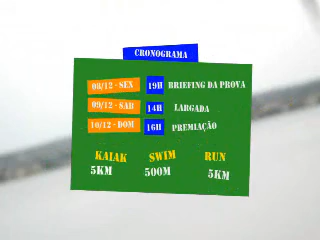 CRONOGRAMA
08/12 - SEX 19H BRIEFING DA PROVA
09/12 - SAB 14H LARGADA
10/12 - DOM 16H PREMIAÇÃO
KAIAK SWIM RUN
5KM 500M 5KM